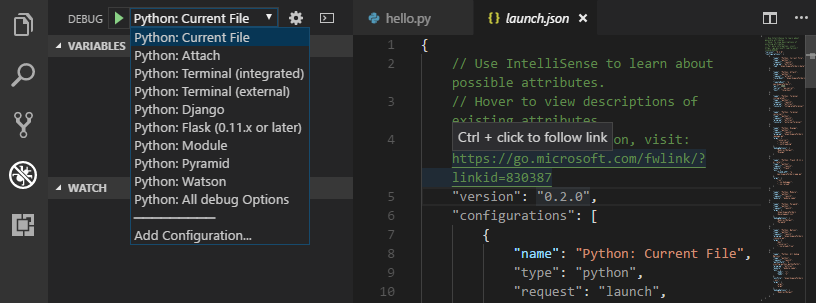 DEBUG Python: Current File
Python: Current File
Python: Attach
Python: Terminal (integrated)
Python: Terminal (external)
Python: Django
Python: Flask (0.11.x or later)
Python: Module
Python: Pyramid
Python: Watson
Python: All debug Options
Add Configuration...
VARIABLES
WATCH
hello.py
{} launch.json
1 {
2 // Use IntelliSense to learn about
possible attributes.
3 // Hover to view descriptions of
existing attributes.
Ctrl + click to follow link
4 on, visit:
https://go.microsoft.com/fwlink/?
linkid=830387
5 "version": "0.2.0",
6 "configurations": [
7 {
8 "name": "Python: Current File",
9 "type": "python",
10 "request": "launch",